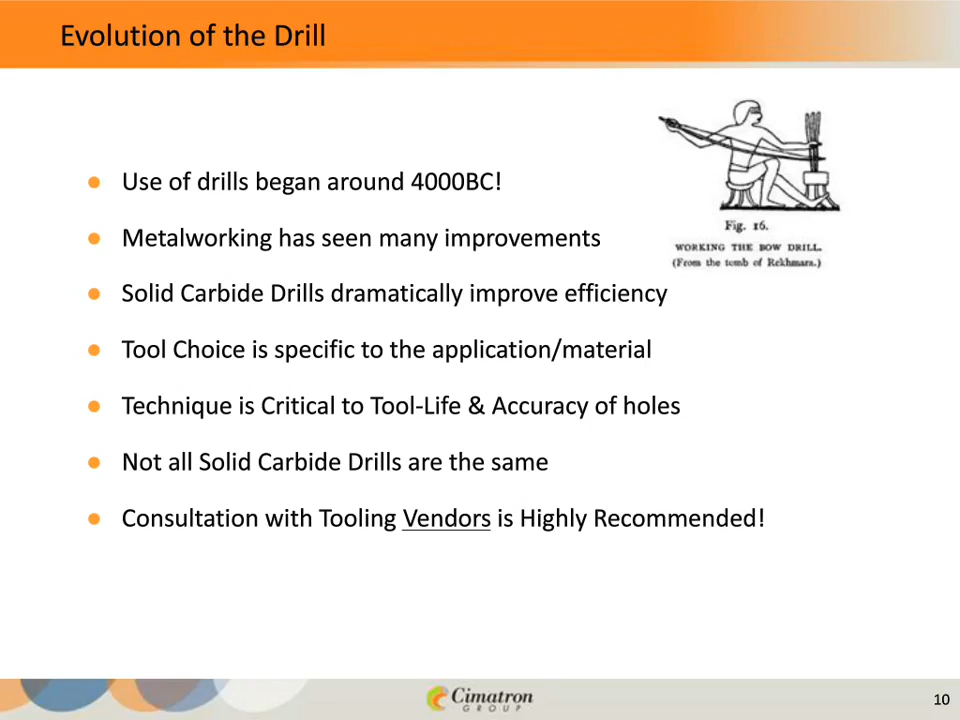 Evolution of the Drill
Use of drills began around 4000BC!
Metalworking has seen many improvements
Solid Carbide Drills dramatically improve efficiency
Tool Choice is specific to the application/material
Technique is Critical to Tool-Life & Accuracy of holes
Not all Solid Carbide Drills are the same
Consultation with Tooling Vendors is Highly Recommended!
Fig. 16.
WORKING THE BOW DRILL.
(From the tomb of Rekhmara.)
Cimatron
GROUP
10